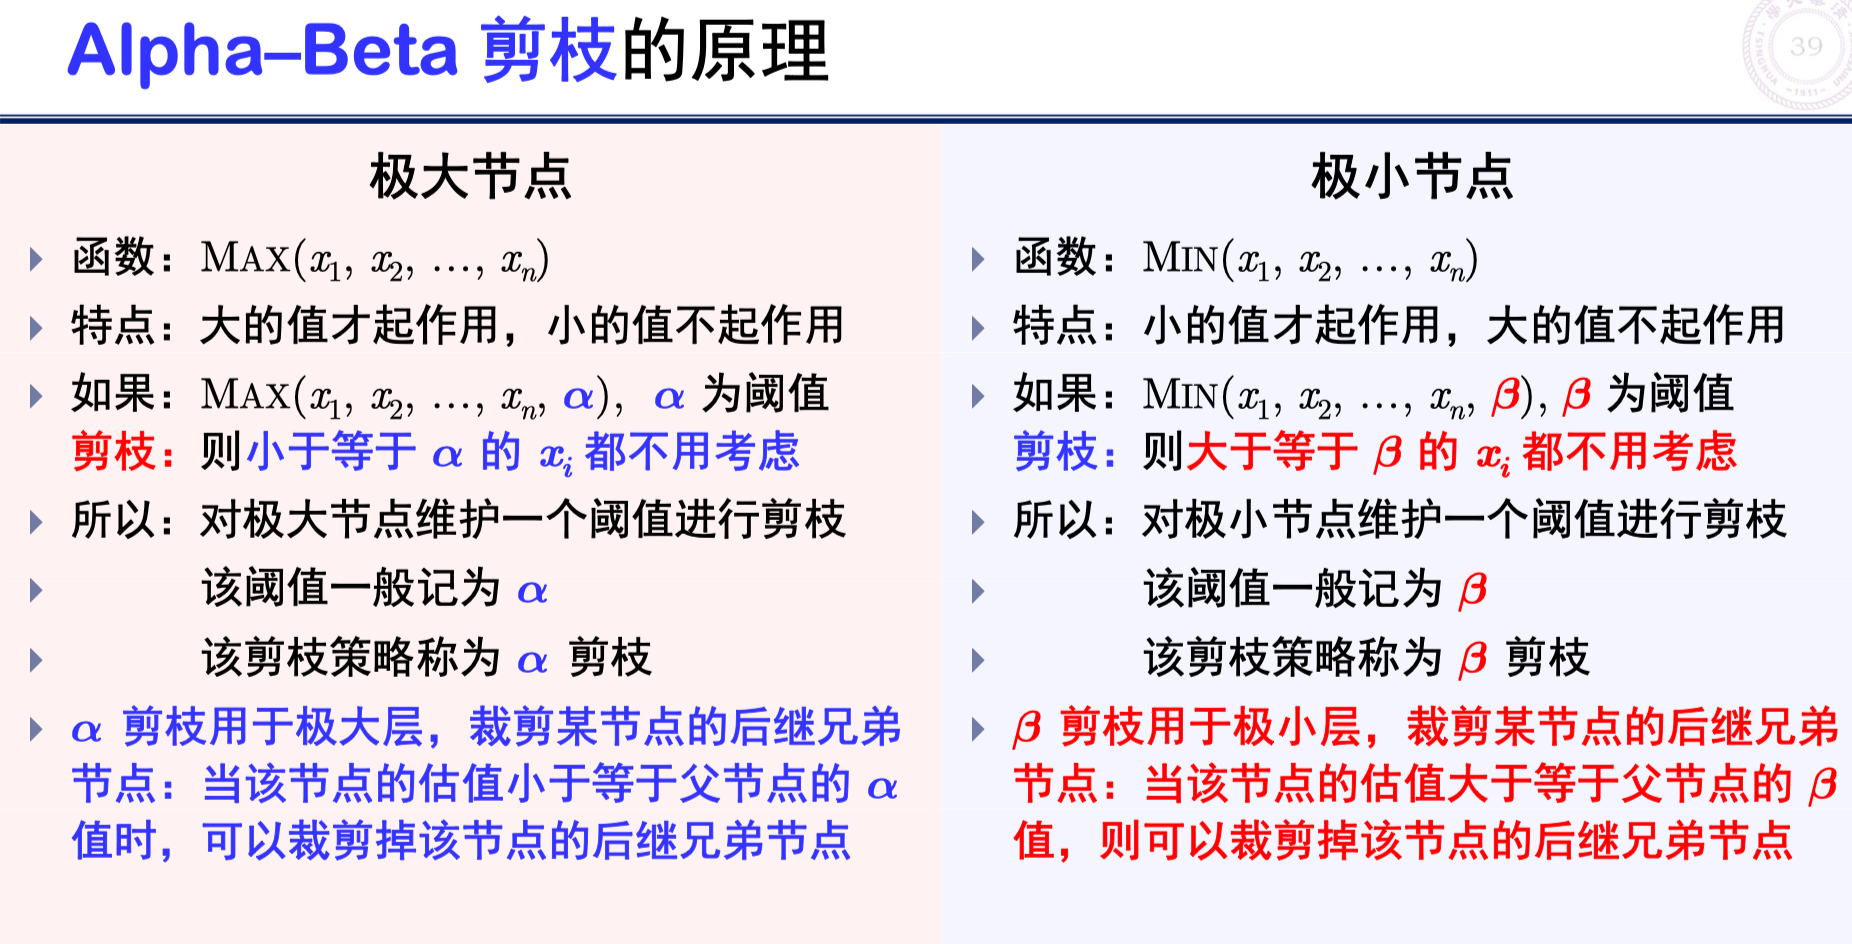 Alpha–Beta 剪枝的原理
39
极大节点
函数：MAX(x₁, x₂, …, xₙ)
特点：大的值才起作用，小的值不起作用
如果：MAX(x₁, x₂, …, xₙ, α)，α 为阈值
剪枝：则小于等于 α 的 xᵢ 都不用考虑
所以：对极大节点维护一个阈值进行剪枝
该阈值一般记为 α
该剪枝策略称为 α 剪枝
α 剪枝用于极大层，裁剪某节点的后继兄弟
节点：当该节点的估值小于等于父节点的 α
值时，可以裁剪掉该节点的后继兄弟节点
极小节点
函数：MIN(x₁, x₂, …, xₙ)
特点：小的值才起作用，大的值不起作用
如果：MIN(x₁, x₂, …, xₙ, β), β 为阈值
剪枝：则大于等于 β 的 xᵢ 都不用考虑
所以：对极小节点维护一个阈值进行剪枝
该阈值一般记为 β
该剪枝策略称为 β 剪枝
β 剪枝用于极小层，裁剪某节点的后继兄弟
节点：当该节点的估值大于等于父节点的 β
值，则可以裁剪掉该节点的后继兄弟节点